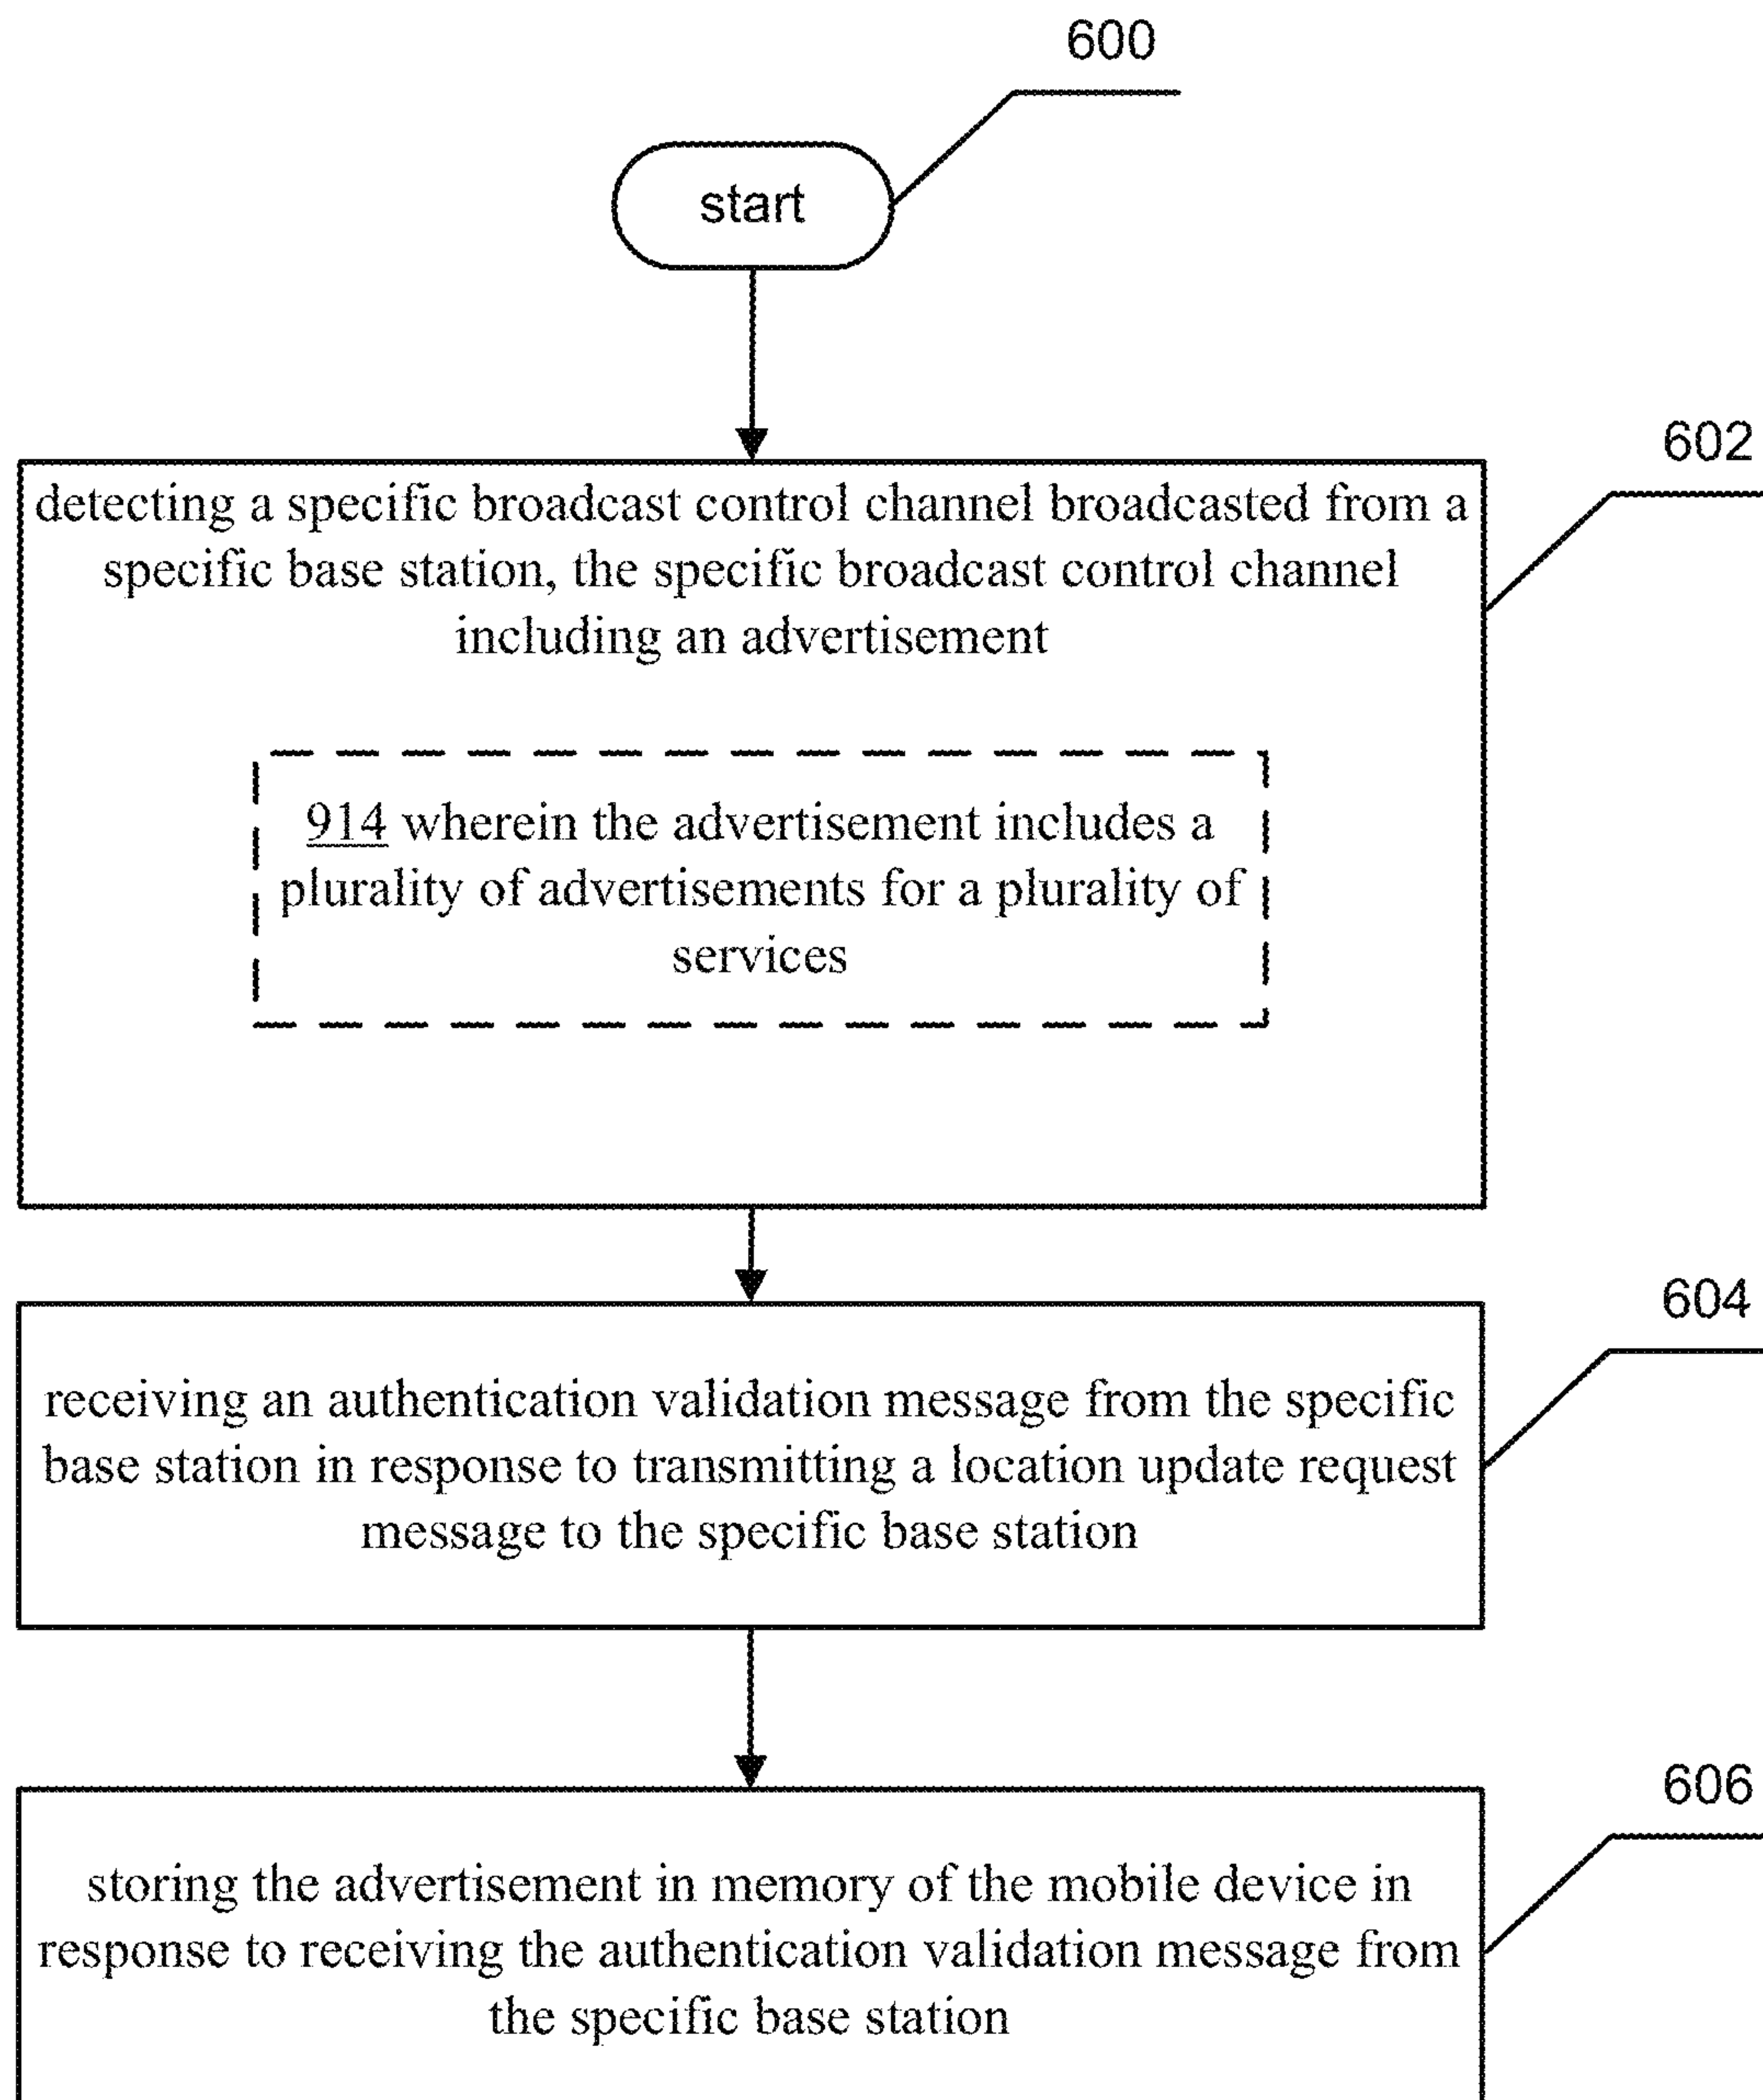 600
start
602
detecting a specific broadcast control channel broadcasted from a
specific base station, the specific broadcast control channel
including an advertisement
914 wherein the advertisement includes a
plurality of advertisements for a plurality of
services
604
receiving an authentication validation message from the specific
base station in response to transmitting a location update request
message to the specific base station
606
storing the advertisement in memory of the mobile device in
response to receiving the authentication validation message from
the specific base station